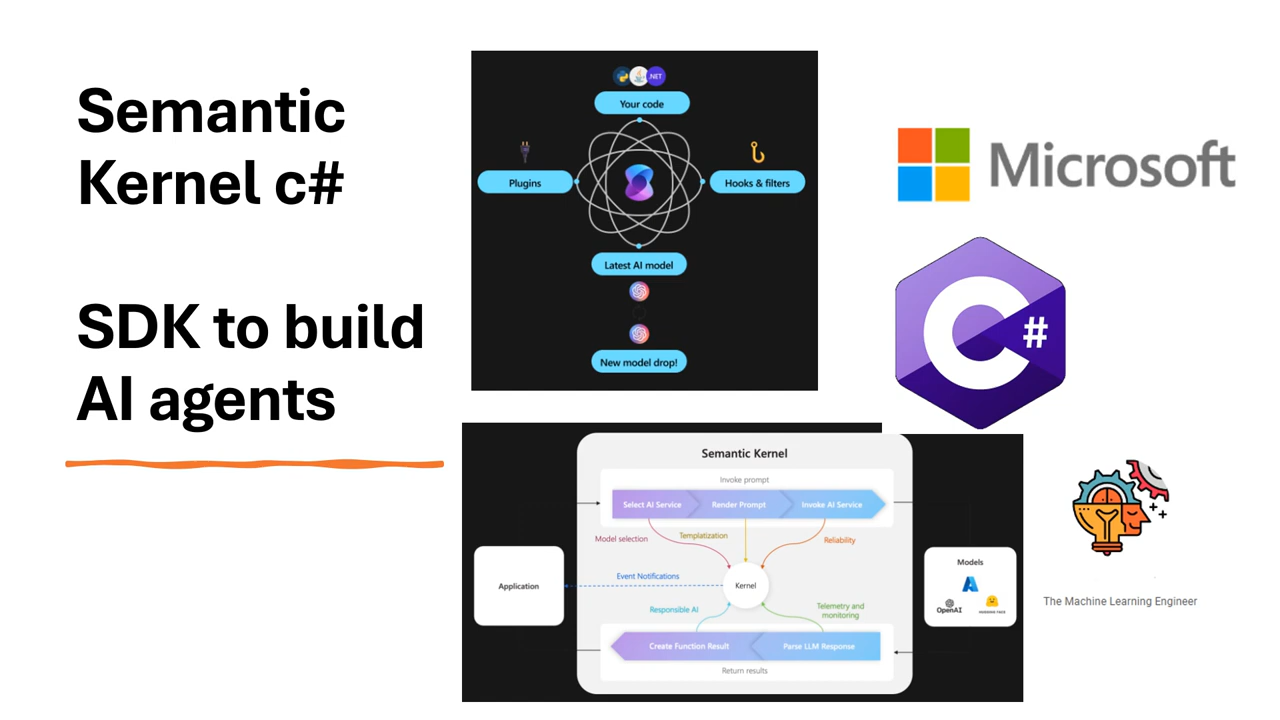 Semantic
Kernel c#
SDK to build
AI agents
.NET
Your code
Plugins
Hooks & filters
Latest AI model
New model drop!
Microsoft
C#
Semantic Kernel
Invoke prompt
Select AI Service
Render Prompt
Invoke AI Service
Model selection
Templatization
Reliability
Application
Event Notifications
Kernel
Responsible AI
Telemetry and
monitoring
Create Function Result
Parse LLM Response
Return results
Models
OpenAI
HUGGING FACE
The Machine Learning Engineer